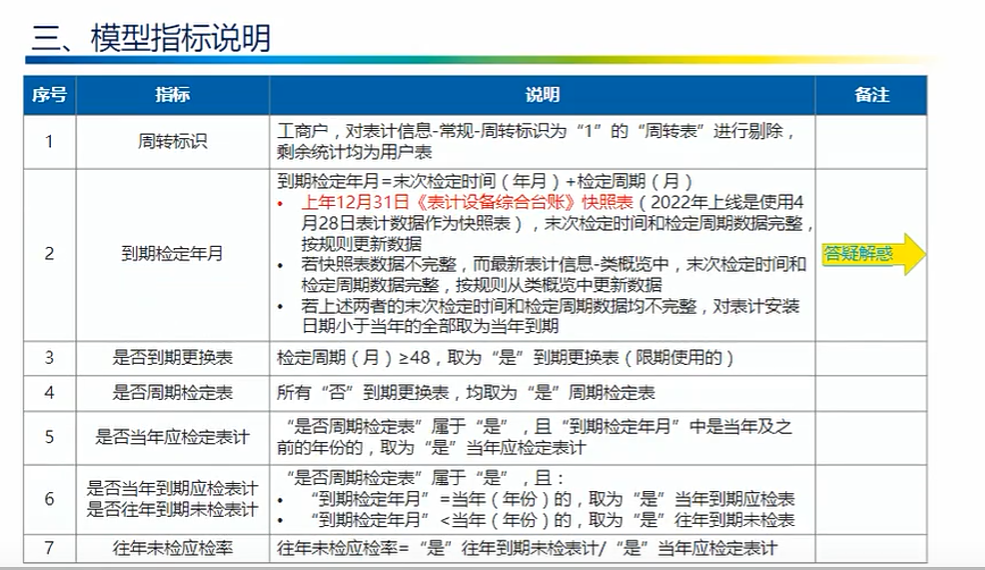 三、模型指标说明
序号 指标 说明 备注
1 周转标识 工商户，对表计信息-常规-周转标识为“1”的“周转表”进行剔除，
剩余统计均为用户表
2 到期检定年月 到期检定年月=末次检定时间（年月）+检定周期（月）
• 上年12月31日《表计设备综合台账》快照表（2022年上线是使用4
月28日表计数据作为快照表），末次检定时间和检定周期数据完整，
按规则更新数据
• 若快照表数据不完整，而最新表计信息-类概览中，末次检定时间和
检定周期数据完整，按规则从类概览中更新数据
• 若上述两者的末次检定时间和检定周期数据均不完整，对表计安装
日期小于当年的全部取为当年到期
答疑解惑
3 是否到期更换表 检定周期（月）≥48，取为“是”到期更换表（限期使用的）
4 是否周期检定表 所有“否”到期更换表，均取为“是”周期检定表
5 是否当年应检定表计 “是否周期检定表”属于“是”，且“到期检定年月”中是当年及之
前的年份的，取为“是”当年应检定表计
6 是否当年到期应检表计
是否往年到期未检表计
“是否周期检定表”属于“是”，且：
• “到期检定年月”=当年（年份）的，取为“是”当年到期应检表
• “到期检定年月”<当年（年份）的，取为“是”往年到期未检表
7 往年未检应检率 往年未检应检率=“是”往年到期未检表计/“是”当年应检定表计